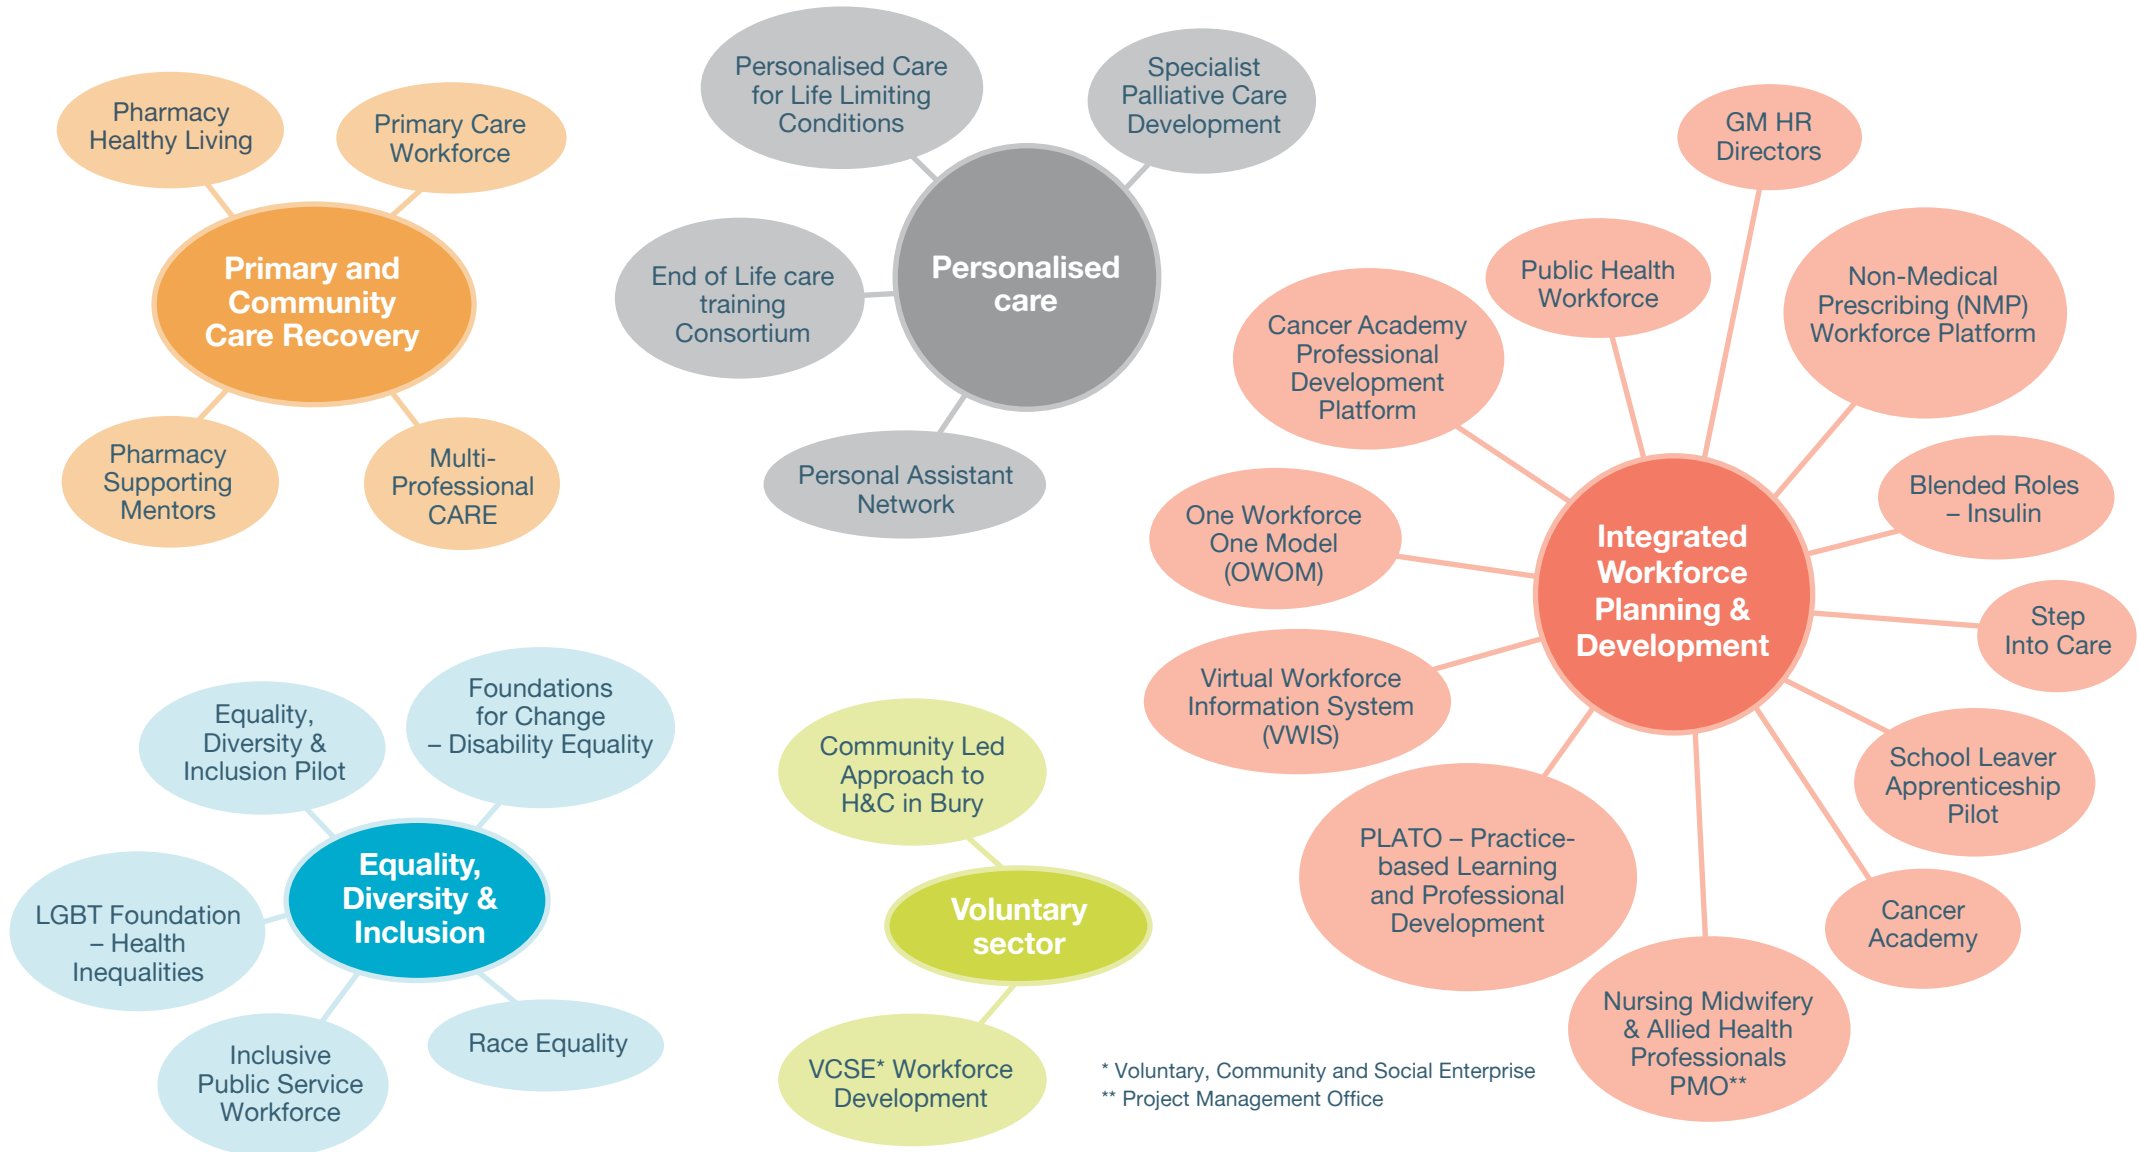 Pharmacy
Healthy Living
Primary Care
Workforce
Primary and
Community
Care Recovery
Pharmacy
Supporting
Mentors
Multi-
Professional
CARE
Personalised Care
for Life Limiting
Conditions
Specialist
Palliative Care
Development
Personalised
care
End of Life care
training
Consortium
Personal Assistant
Network
GM HR
Directors
Public Health
Workforce
Non-Medical
Prescribing (NMP)
Workforce Platform
Cancer Academy
Professional
Development
Platform
Blended Roles
– Insulin
One Workforce
One Model
(OWOM)
Integrated
Workforce
Planning &
Development
Step
Into Care
Virtual Workforce
Information System
(VWIS)
School Leaver
Apprenticeship
Pilot
PLATO – Practice-
based Learning
and Professional
Development
Cancer
Academy
Nursing Midwifery
& Allied Health
Professionals
PMO**
Equality,
Diversity &
Inclusion Pilot
Foundations
for Change
– Disability Equality
Equality,
Diversity &
Inclusion
LGBT Foundation
– Health
Inequalities
Inclusive
Public Service
Workforce
Race Equality
Community Led
Approach to
H&C in Bury
Voluntary
sector
VCSE* Workforce
Development
* Voluntary, Community and Social Enterprise
** Project Management Office